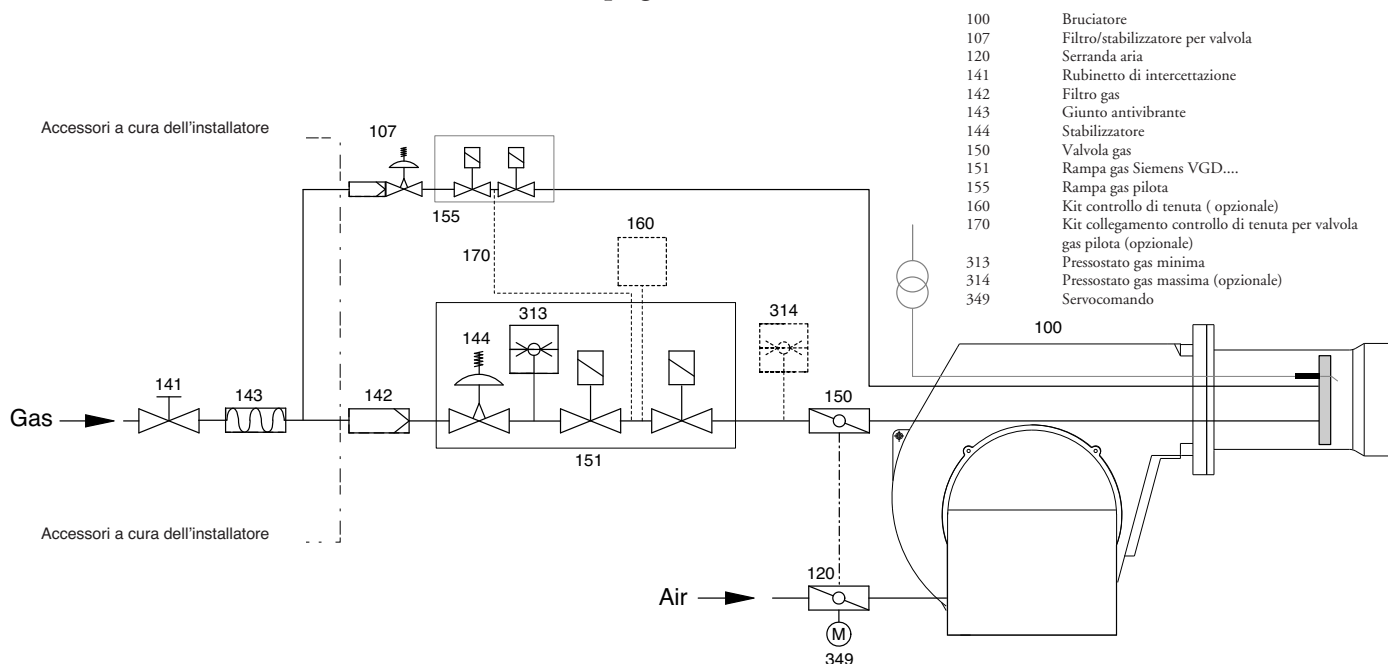 100 Bruciatore
107 Filtro/stabilizzatore per valvola
120 Serranda aria
141 Rubinetto di intercettazione
142 Filtro gas
143 Giunto antivibrante
144 Stabilizzatore
150 Valvola gas
151 Rampa gas Siemens VGD....
155 Rampa gas pilota
160 Kit controllo di tenuta ( opzionale)
170 Kit collegamento controllo di tenuta per valvola
gas pilota (opzionale)
313 Pressostato gas minima
314 Pressostato gas massima (opzionale)
349 Servocomando
Accessori a cura dell'installatore
107
155
160
170
313
314
100
144
141
143
142
150
Gas
151
Accessori a cura dell'installatore
120
Air
M
349